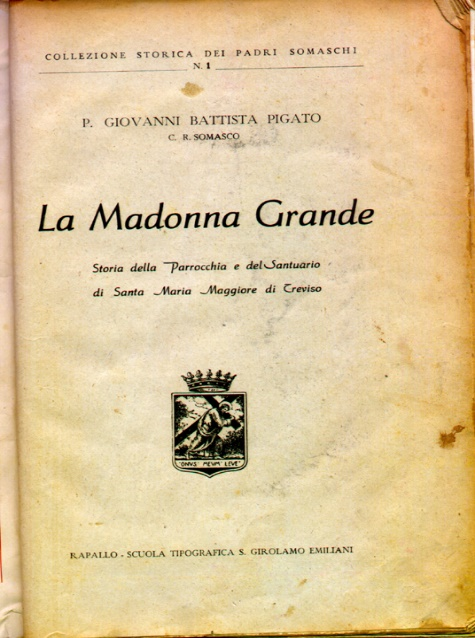 COLLEZIONE STORICA DEI PADRI SOMASCHI
N. 1
P. GIOVANNI BATTISTA PIGATO
C. R. SOMASCO
La Madonna Grande
Storia della Parrocchia e del Santuario
di Santa Maria Maggiore di Treviso
"ONUS MEUM LEVE"
RAPALLO - SCUOLA TIPOGRAFICA S. GIROLAMO EMILIANI